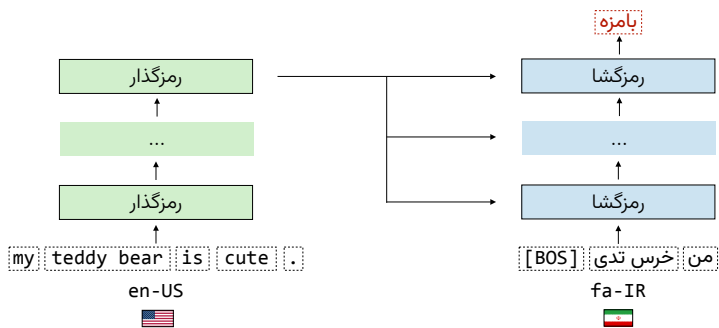 بامزه
رمزگذار
رمزگشا
...
...
رمزگذار
رمزگشا
my teddy bear is cute .
[BOS] خرس تدی من
en-US
fa-IR